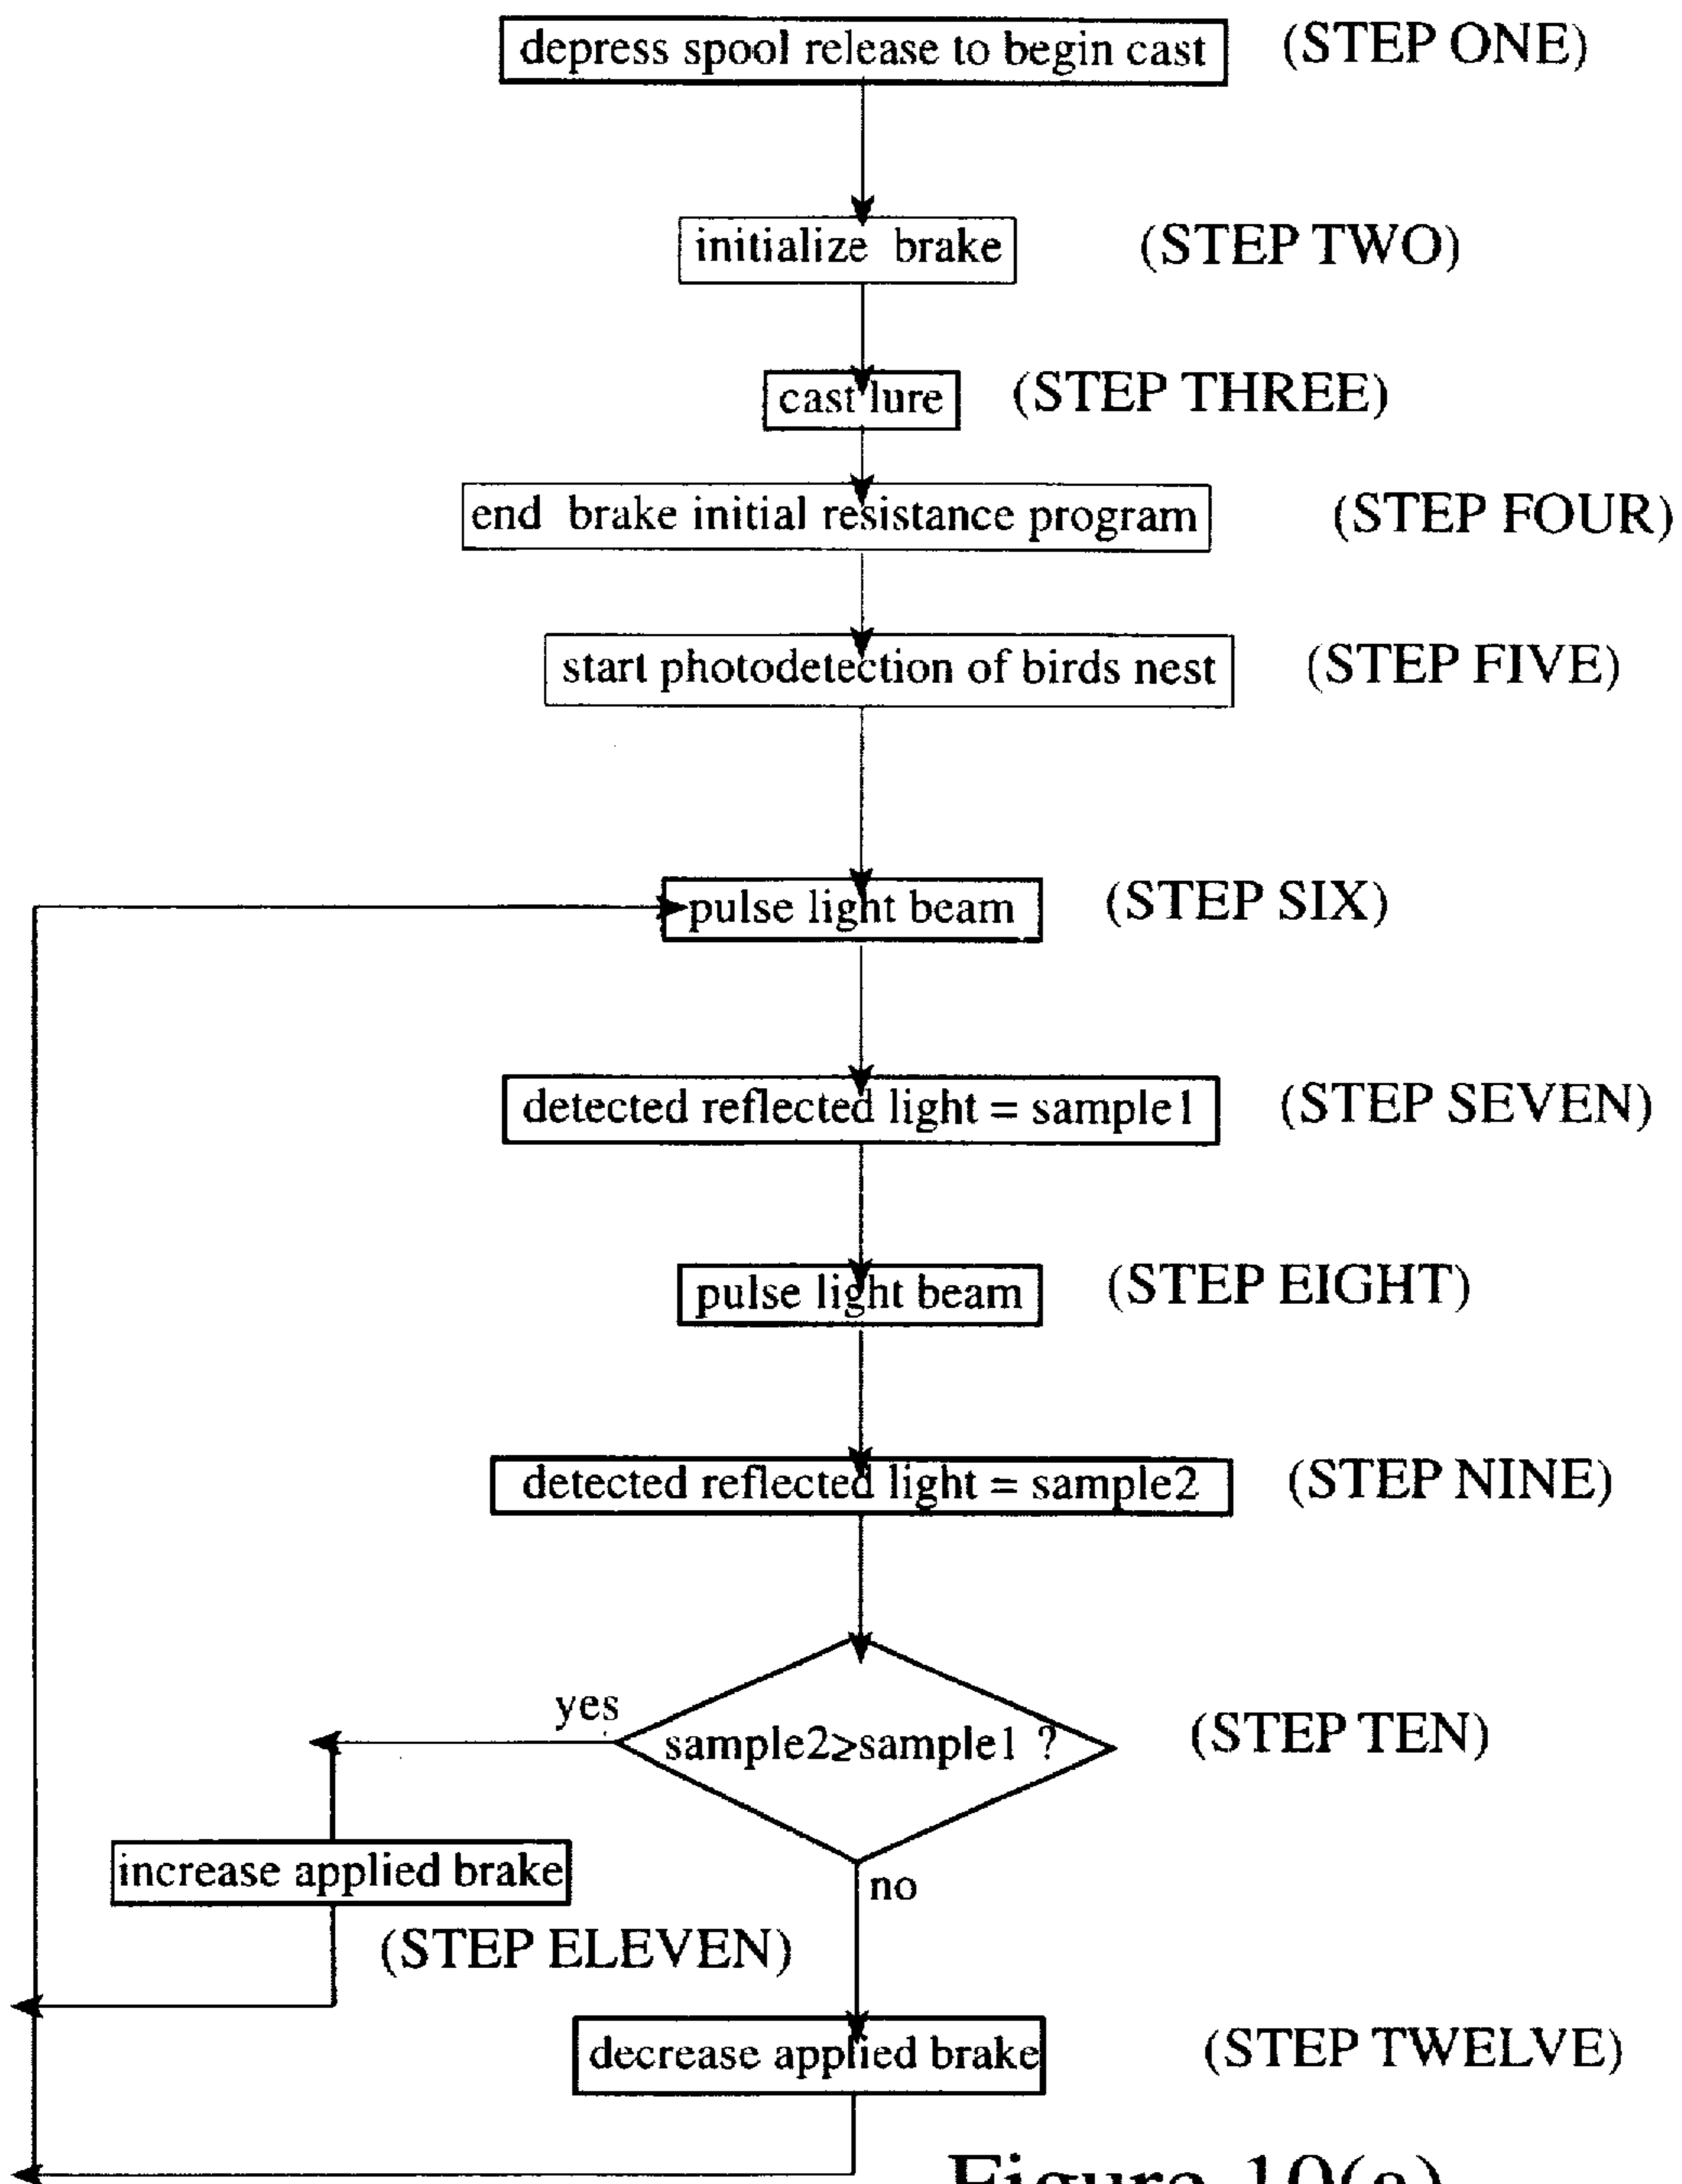 depress spool release to begin cast (STEP ONE)
initialize brake (STEP TWO)
cast lure (STEP THREE)
end brake initial resistance program (STEP FOUR)
start photodetection of birds nest (STEP FIVE)
pulse light beam (STEP SIX)
detected reflected light = sample1 (STEP SEVEN)
pulse light beam (STEP EIGHT)
detected reflected light = sample2 (STEP NINE)
yes
sample2≥sample1 ? (STEP TEN)
increase applied brake
no
(STEP ELEVEN)
decrease applied brake (STEP TWELVE)
Figure 10(a)